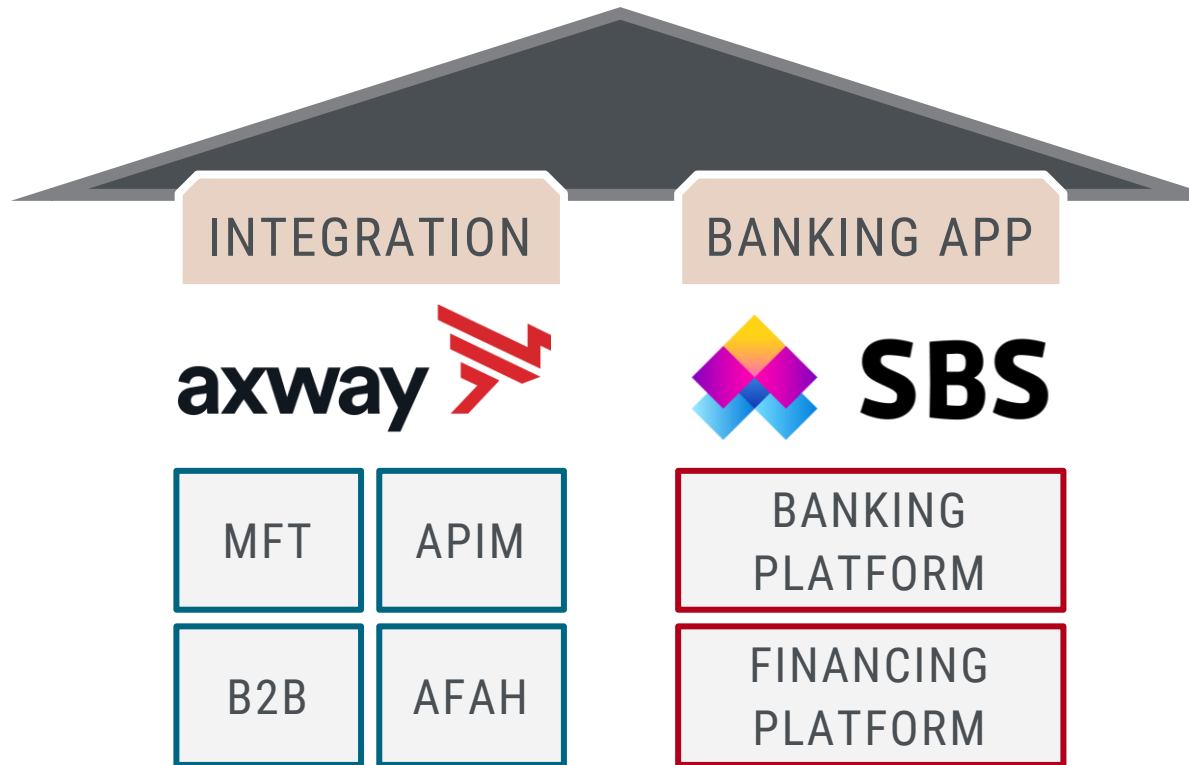 INTEGRATION
BANKING APP
axway
SBS
MFT
APIM
B2B
AFAH
BANKING
PLATFORM
FINANCING
PLATFORM